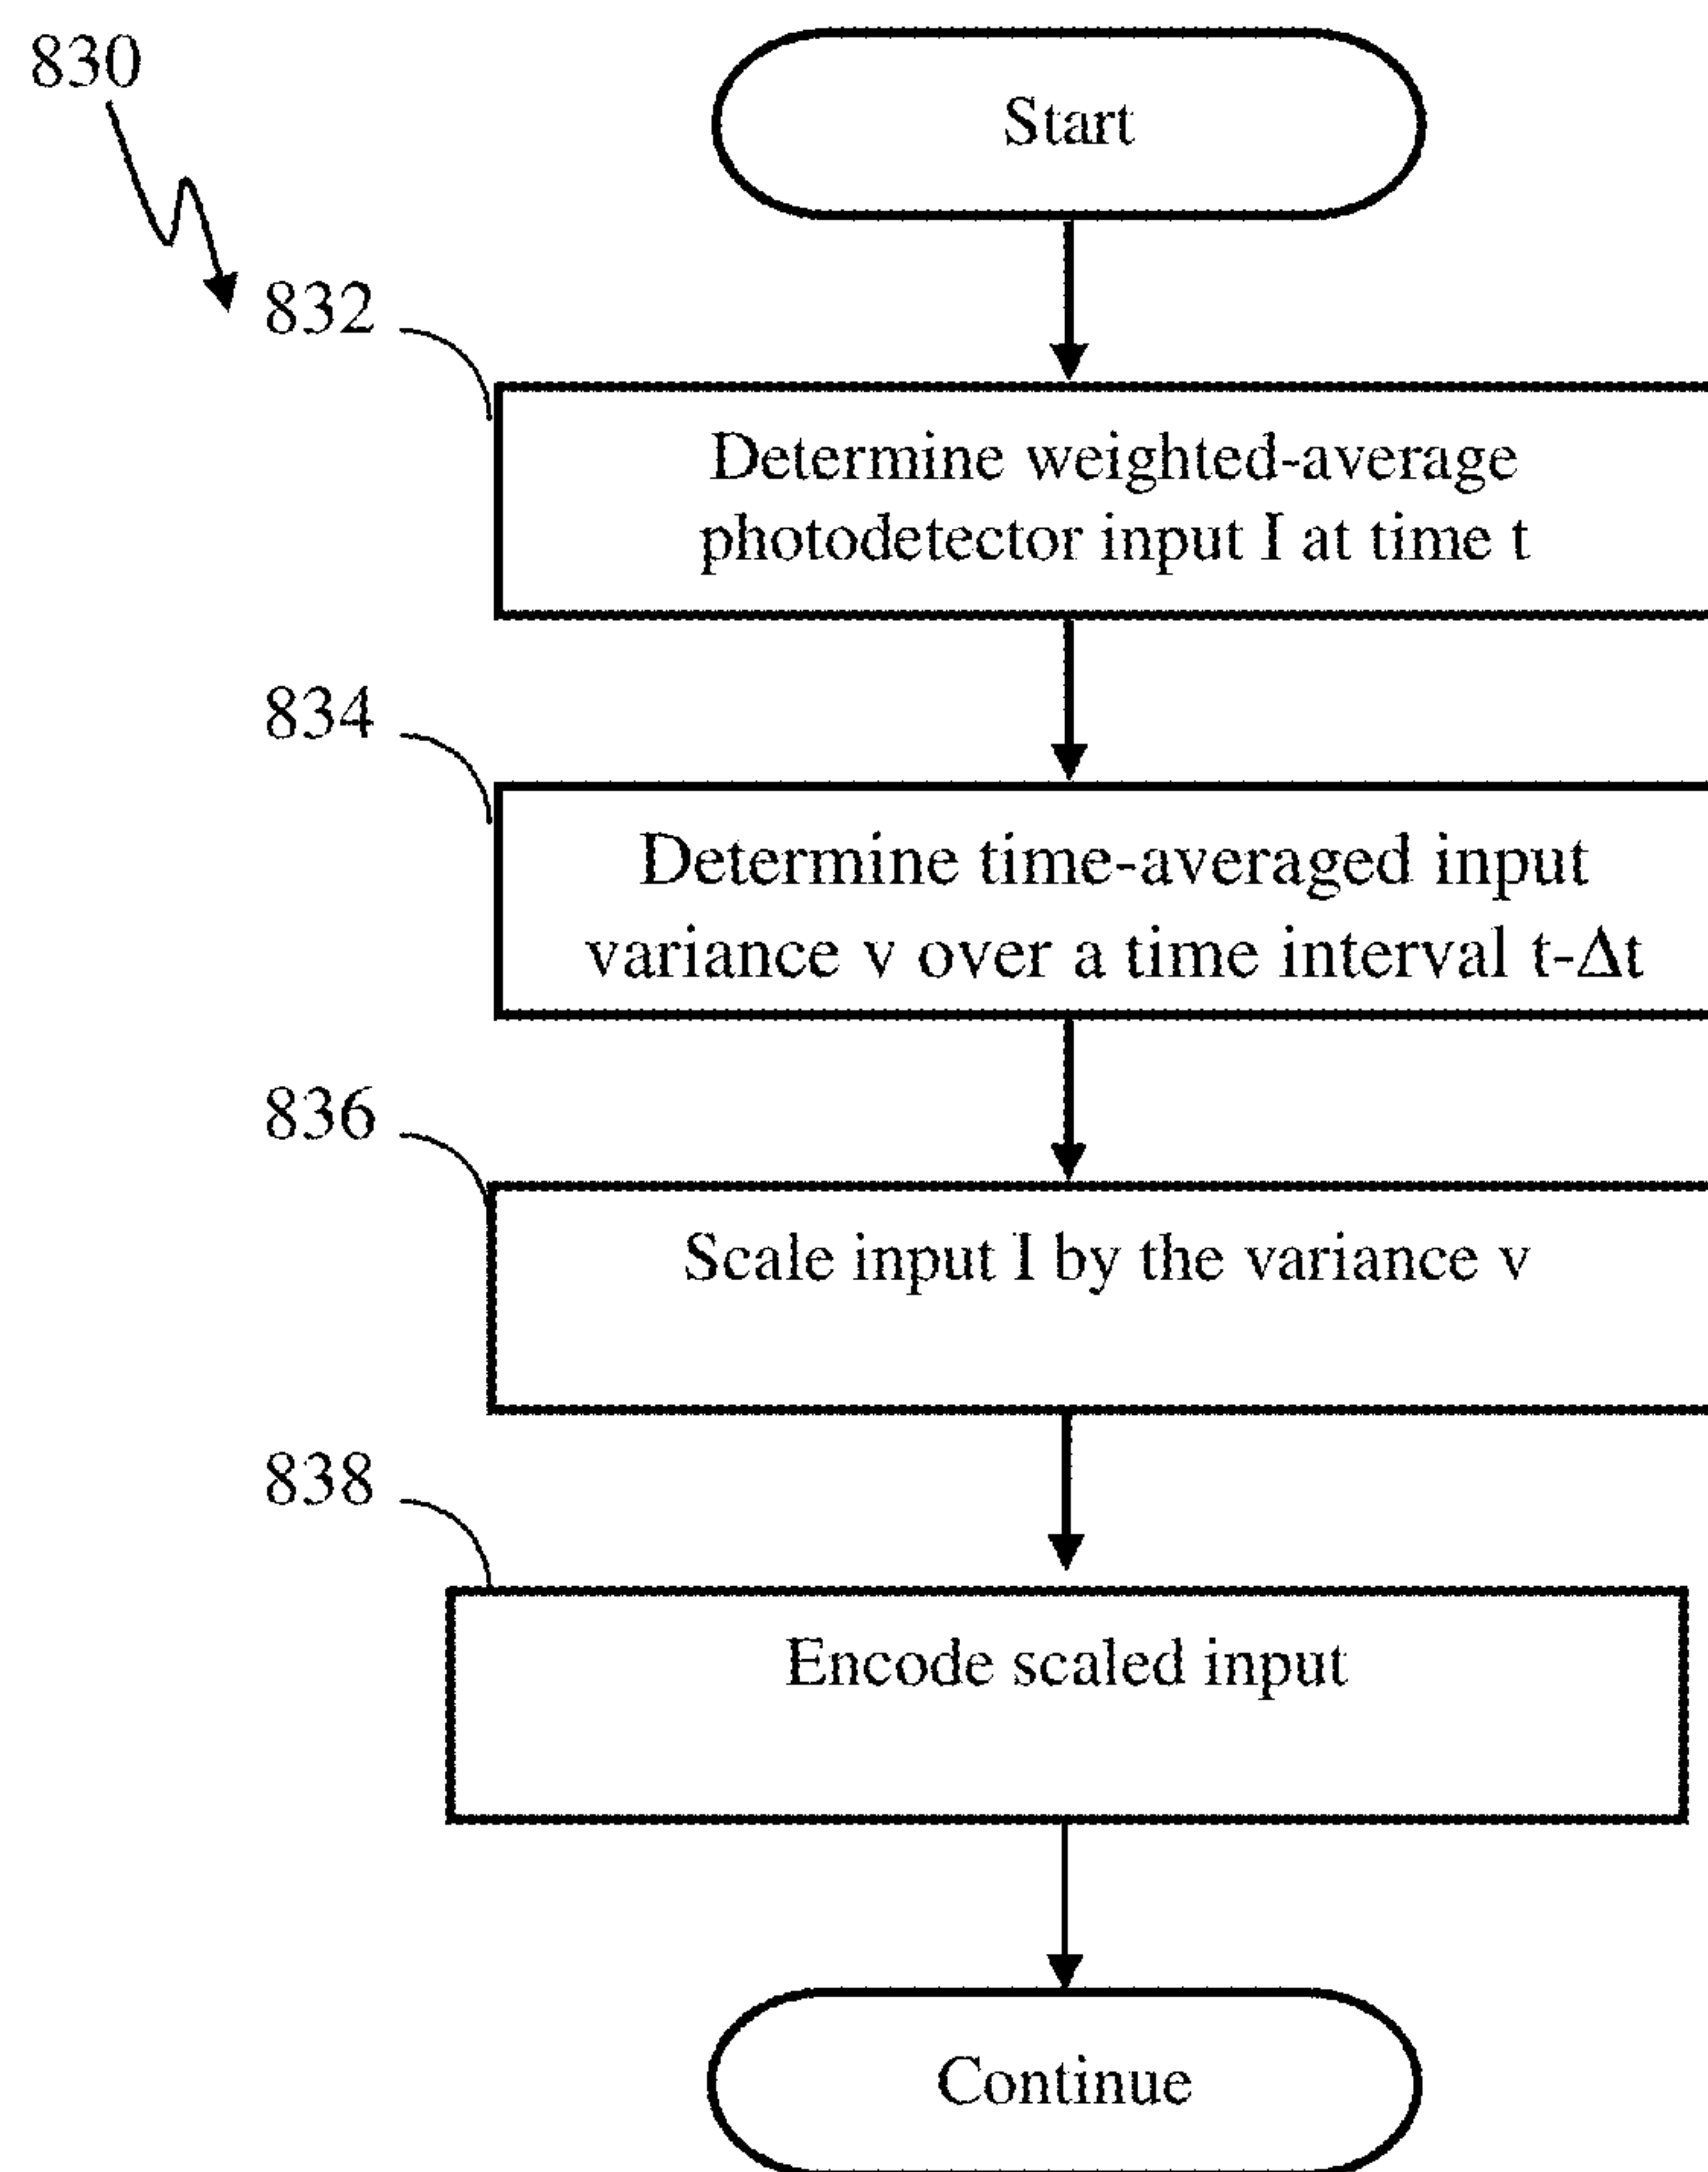 830
Start
832
Determine weighted-average
photodetector input I at time t
834
Determine time-averaged input
variance v over a time interval t-Δt
836
Scale input I by the variance v
838
Encode scaled input
Continue